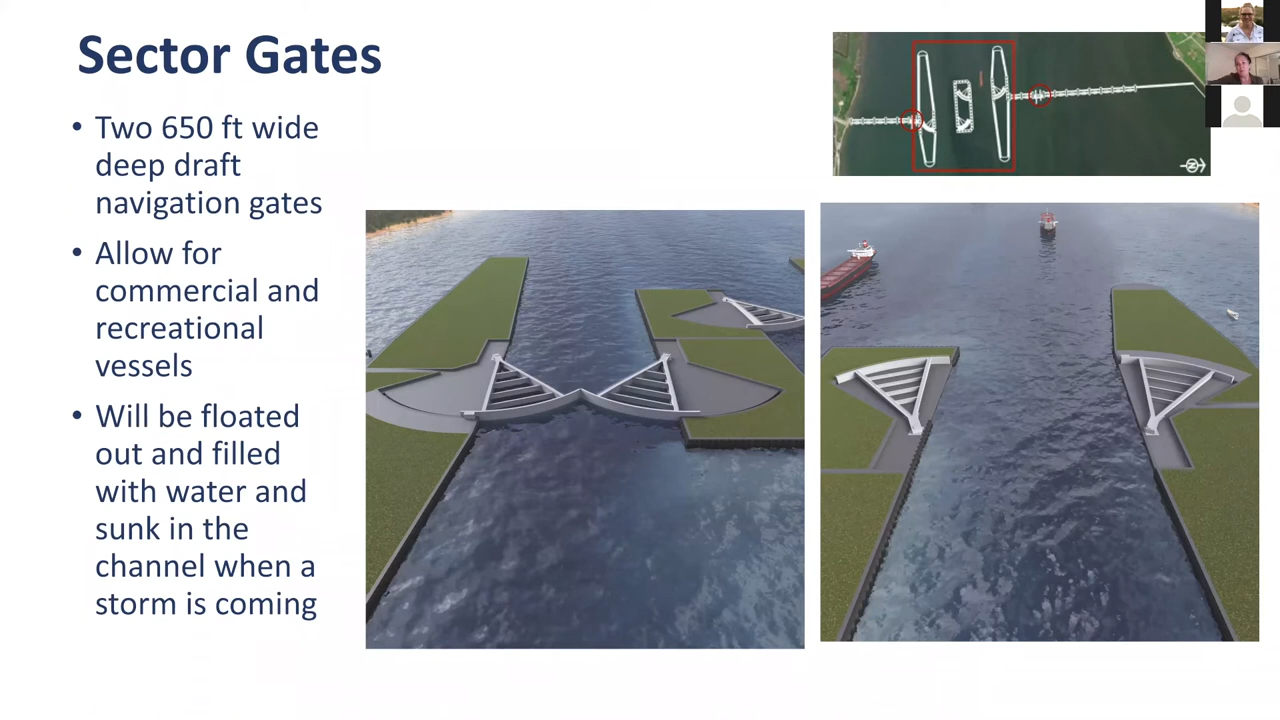 Sector Gates
• Two 650 ft wide
deep draft
navigation gates
• Allow for
commercial and
recreational
vessels
• Will be floated
out and filled
with water and
sunk in the
channel when a
storm is coming
N